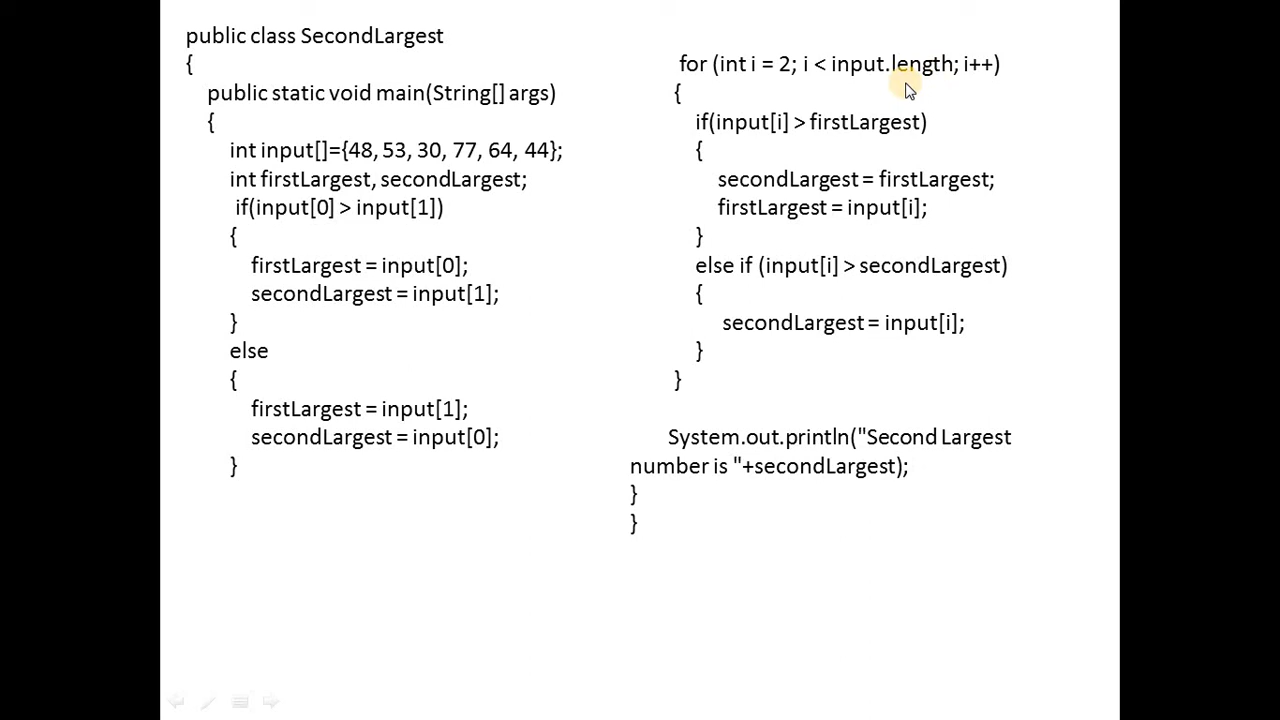 public class SecondLargest
{
public static void main(String[] args)
{
int input[]={48, 53, 30, 77, 64, 44};
int firstLargest, secondLargest;
if(input[0] > input[1])
{
firstLargest = input[0];
secondLargest = input[1];
}
else
{
firstLargest = input[1];
secondLargest = input[0];
}
for (int i = 2; i < input.length; i++)
{
if(input[i] > firstLargest)
{
secondLargest = firstLargest;
firstLargest = input[i];
}
else if (input[i] > secondLargest)
{
secondLargest = input[i];
}
}
System.out.println("Second Largest
number is "+secondLargest);
}
}